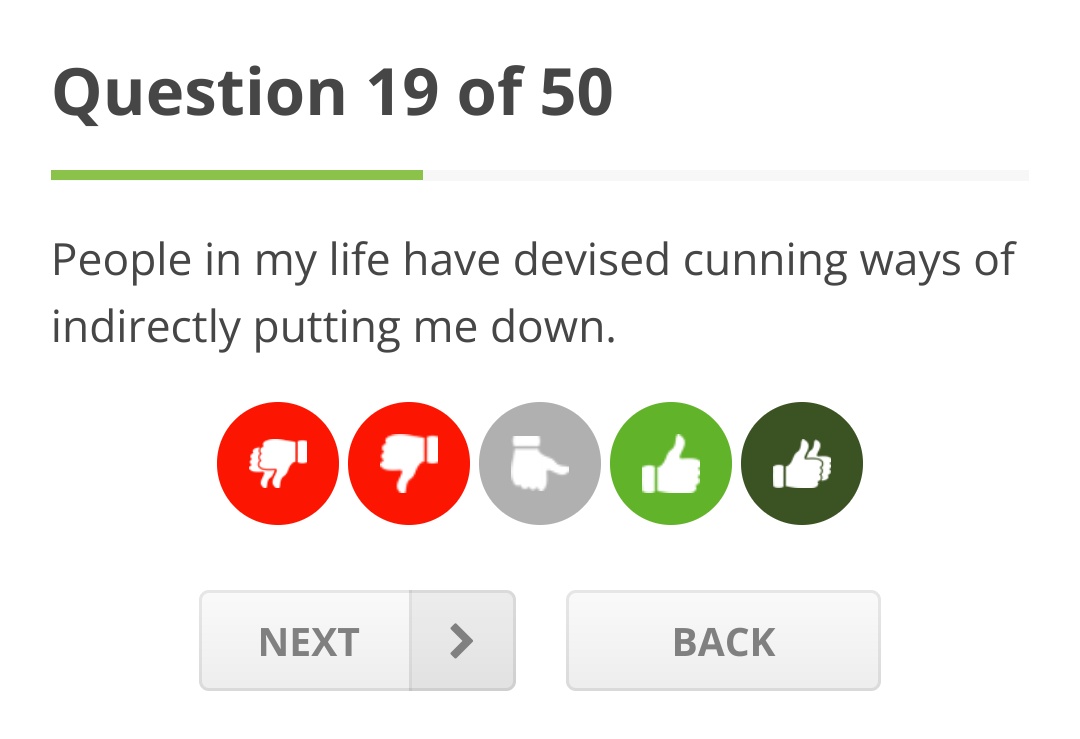 Question 19 of 50
People in my life have devised cunning ways of
indirectly putting me down.
NEXT
BACK